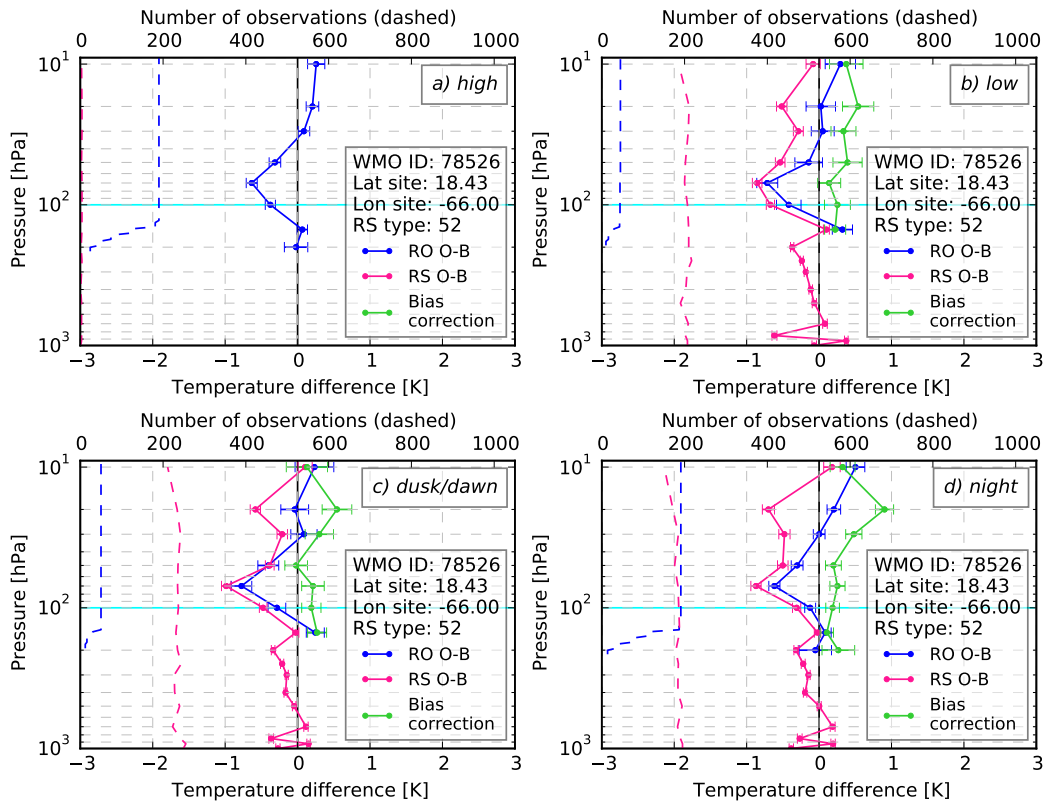 Number of observations (dashed)
0 200 400 600 800 1000
10¹
10²
10³
Pressure [hPa]
a) high
WMO ID: 78526
Lat site: 18.43
Lon site: -66.00
RS type: 52
RO O-B
RS O-B
Bias
correction
−3 −2 −1 0 1 2 3
Temperature difference [K]
Number of observations (dashed)
0 200 400 600 800 1000
10¹
10²
10³
Pressure [hPa]
b) low
WMO ID: 78526
Lat site: 18.43
Lon site: -66.00
RS type: 52
RO O-B
RS O-B
Bias
correction
−3 −2 −1 0 1 2 3
Temperature difference [K]
Number of observations (dashed)
0 200 400 600 800 1000
10¹
10²
10³
Pressure [hPa]
c) dusk/dawn
WMO ID: 78526
Lat site: 18.43
Lon site: -66.00
RS type: 52
RO O-B
RS O-B
Bias
correction
−3 −2 −1 0 1 2 3
Temperature difference [K]
Number of observations (dashed)
0 200 400 600 800 1000
10¹
10²
10³
Pressure [hPa]
d) night
WMO ID: 78526
Lat site: 18.43
Lon site: -66.00
RS type: 52
RO O-B
RS O-B
Bias
correction
−3 −2 −1 0 1 2 3
Temperature difference [K]